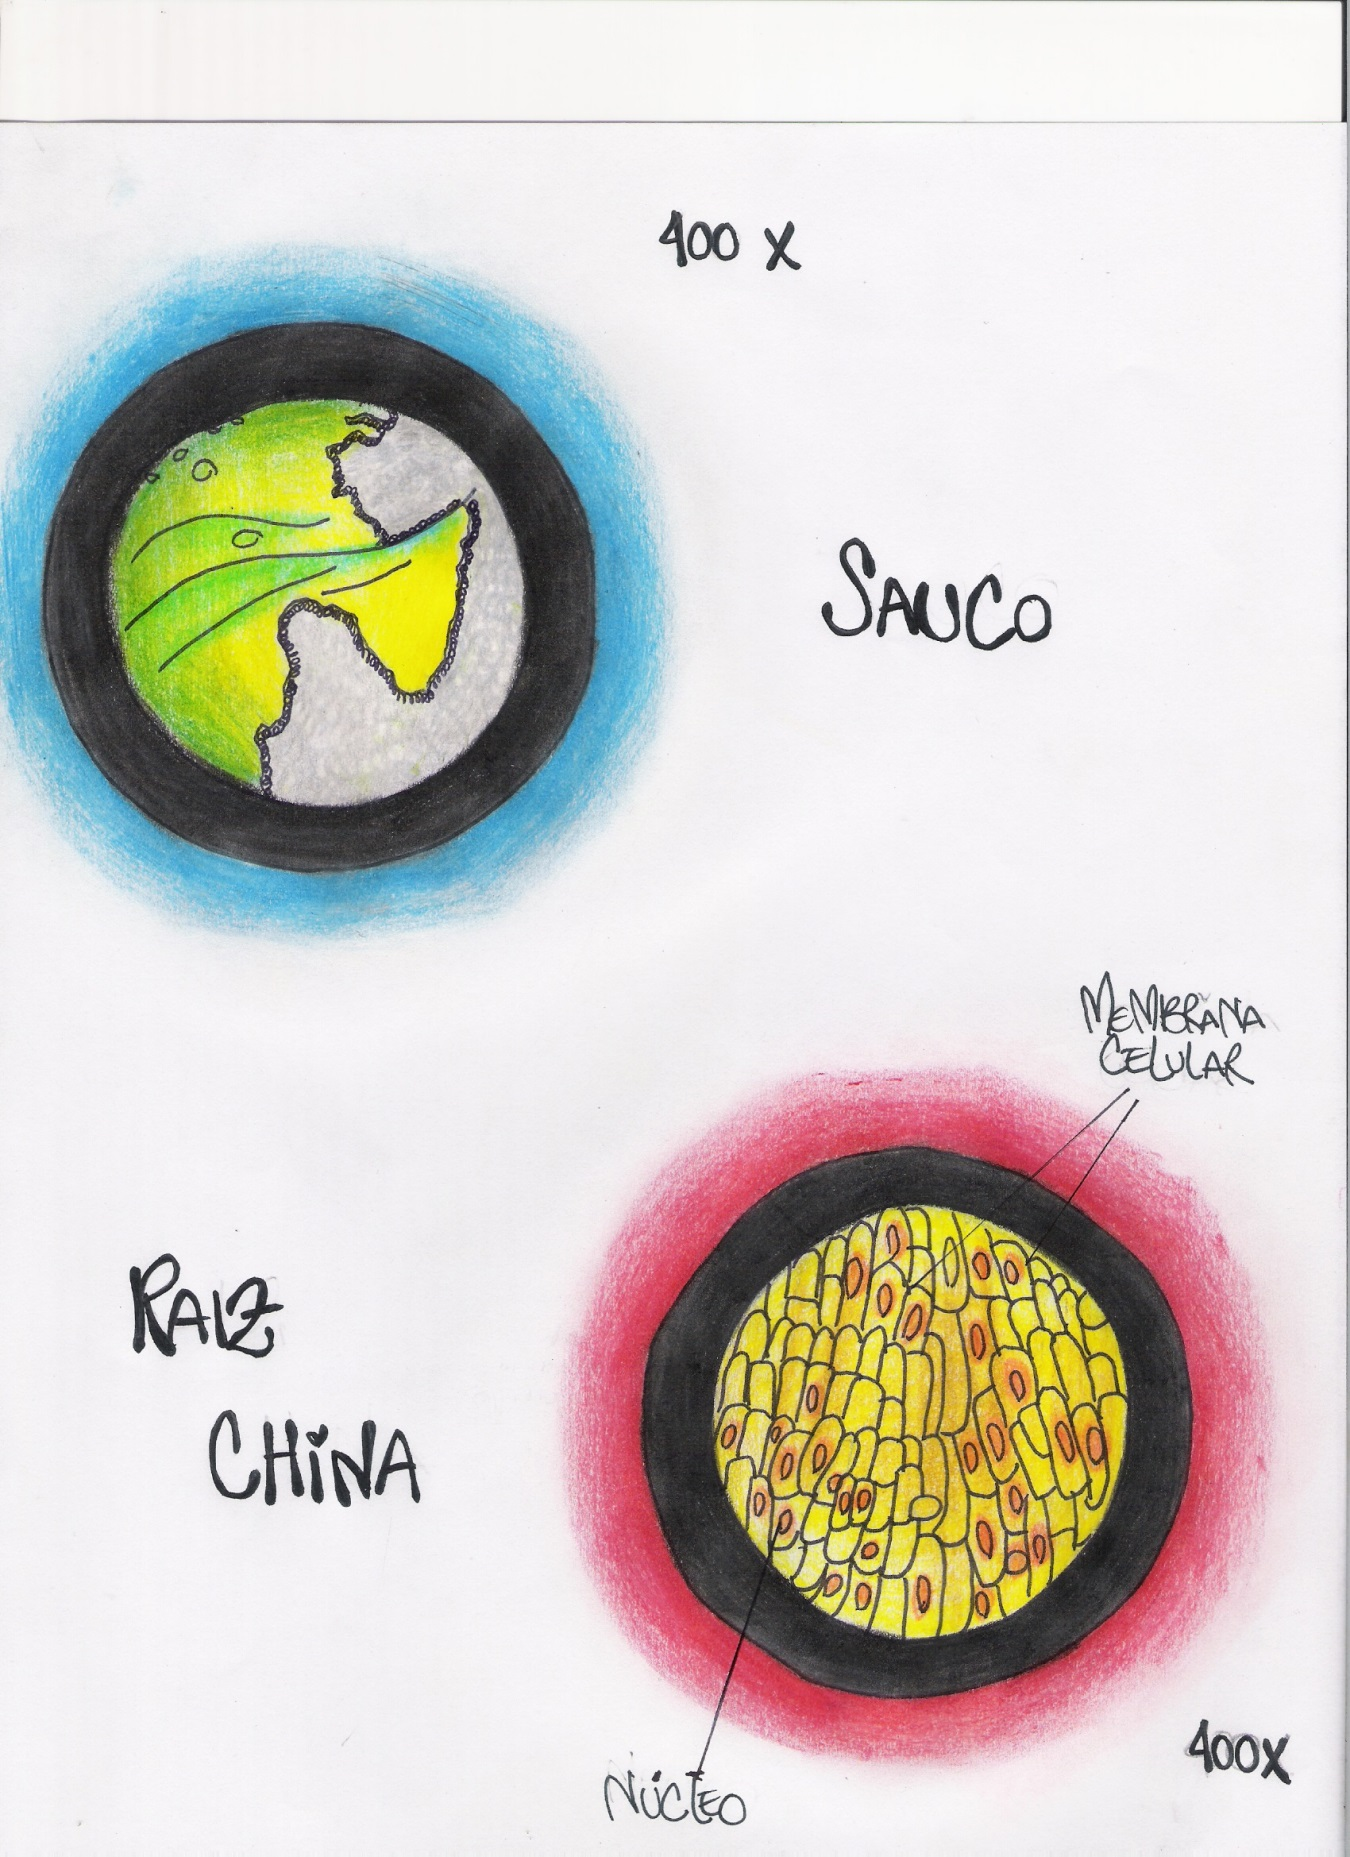 400 X
SAUCO
MEMBRANA
CELULAR
RAIZ
CHINA
400X
NÚCLEO